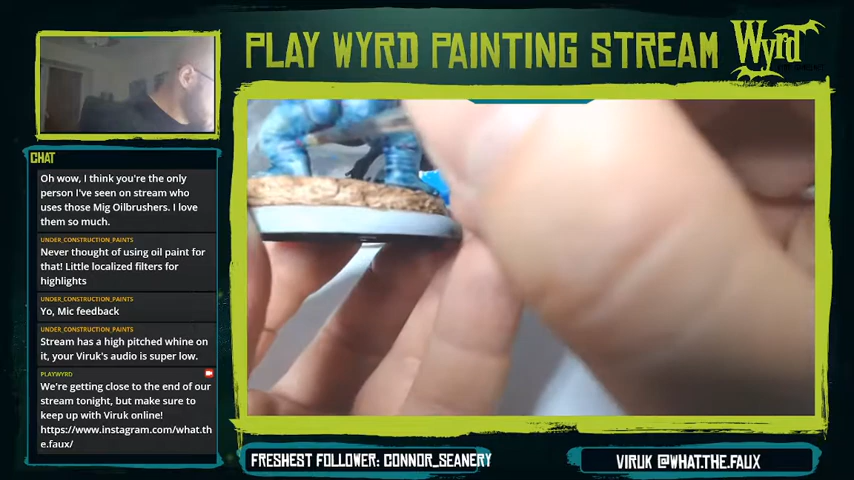 PLAY WYRD PAINTING STREAM
Wyrd
CHAT
Oh wow, I think you're the only
person I've seen on stream who
uses those Mig Oilbrushers. I love
them so much.
UNDER_CONSTRUCTION_PAINTS
Never thought of using oil paint for
that! Little localized filters for
highlights
UNDER_CONSTRUCTION_PAINTS
Yo, Mic feedback
UNDER_CONSTRUCTION_PAINTS
Stream has a high pitched whine on
it, your Viruk's audio is super low.
PLAYWYRD
We're getting close to the end of our
stream tonight, but make sure to
keep up with Viruk online!
https://www.instagram.com/what.th
e.faux/
FRESHEST FOLLOWER: CONNOR_SEANERY
VIRUK @WHAT.THE.FAUX